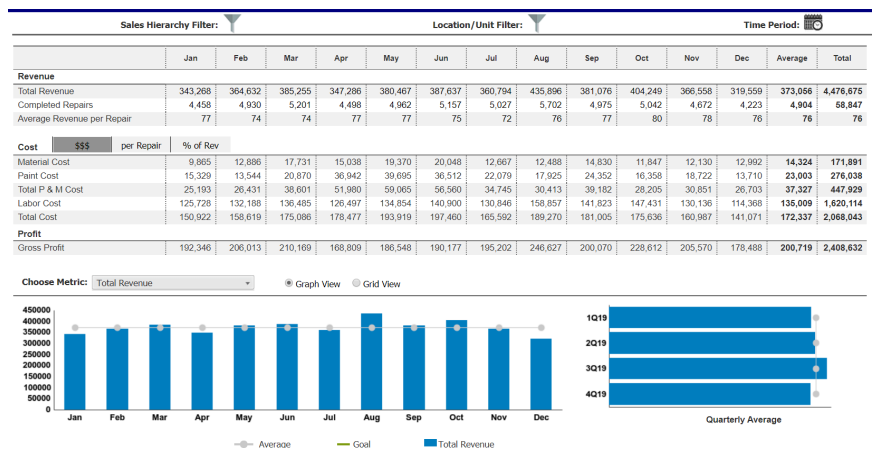 Sales Hierarchy Filter: Location/Unit Filter: Time Period:
Jan Feb Mar Apr May Jun Jul Aug Sep Oct Nov Dec Average Total
Revenue
Total Revenue 343,268 364,632 385,255 347,286 380,467 387,637 360,794 435,896 381,076 404,249 366,558 319,559 373,056 4,476,675
Completed Repairs 4,458 4,930 5,201 4,498 4,962 5,157 5,027 5,702 4,975 5,042 4,672 4,223 4,904 58,847
Average Revenue per Repair 77 74 74 77 77 75 72 76 77 80 78 76 76 76
Cost $$$ per Repair % of Rev
Material Cost 9,865 12,886 17,731 15,038 19,370 20,048 12,667 12,488 14,830 11,847 12,130 12,992 14,324 171,891
Paint Cost 15,329 13,544 20,870 36,942 39,695 36,512 22,079 17,925 24,352 16,358 18,722 13,710 23,003 276,038
Total P & M Cost 25,193 26,431 38,601 51,980 59,065 56,560 34,745 30,413 39,182 28,205 30,851 26,703 37,327 447,929
Labor Cost 125,728 132,188 136,485 126,497 134,854 140,900 130,846 158,857 141,823 147,431 130,136 114,368 135,009 1,620,114
Total Cost 150,922 158,619 175,086 178,477 193,919 197,460 165,592 189,270 181,005 175,636 160,987 141,071 172,337 2,068,043
Profit
Gross Profit 192,346 206,013 210,169 168,809 186,548 190,177 195,202 246,627 200,070 228,612 205,570 178,488 200,719 2,408,632
Choose Metric: Total Revenue Graph View Grid View
450000
400000
350000
300000
250000
200000
150000
100000
50000
0
Jan Feb Mar Apr May Jun Jul Aug Sep Oct Nov Dec
Average Goal Total Revenue
1Q19
2Q19
3Q19
4Q19
Quarterly Average